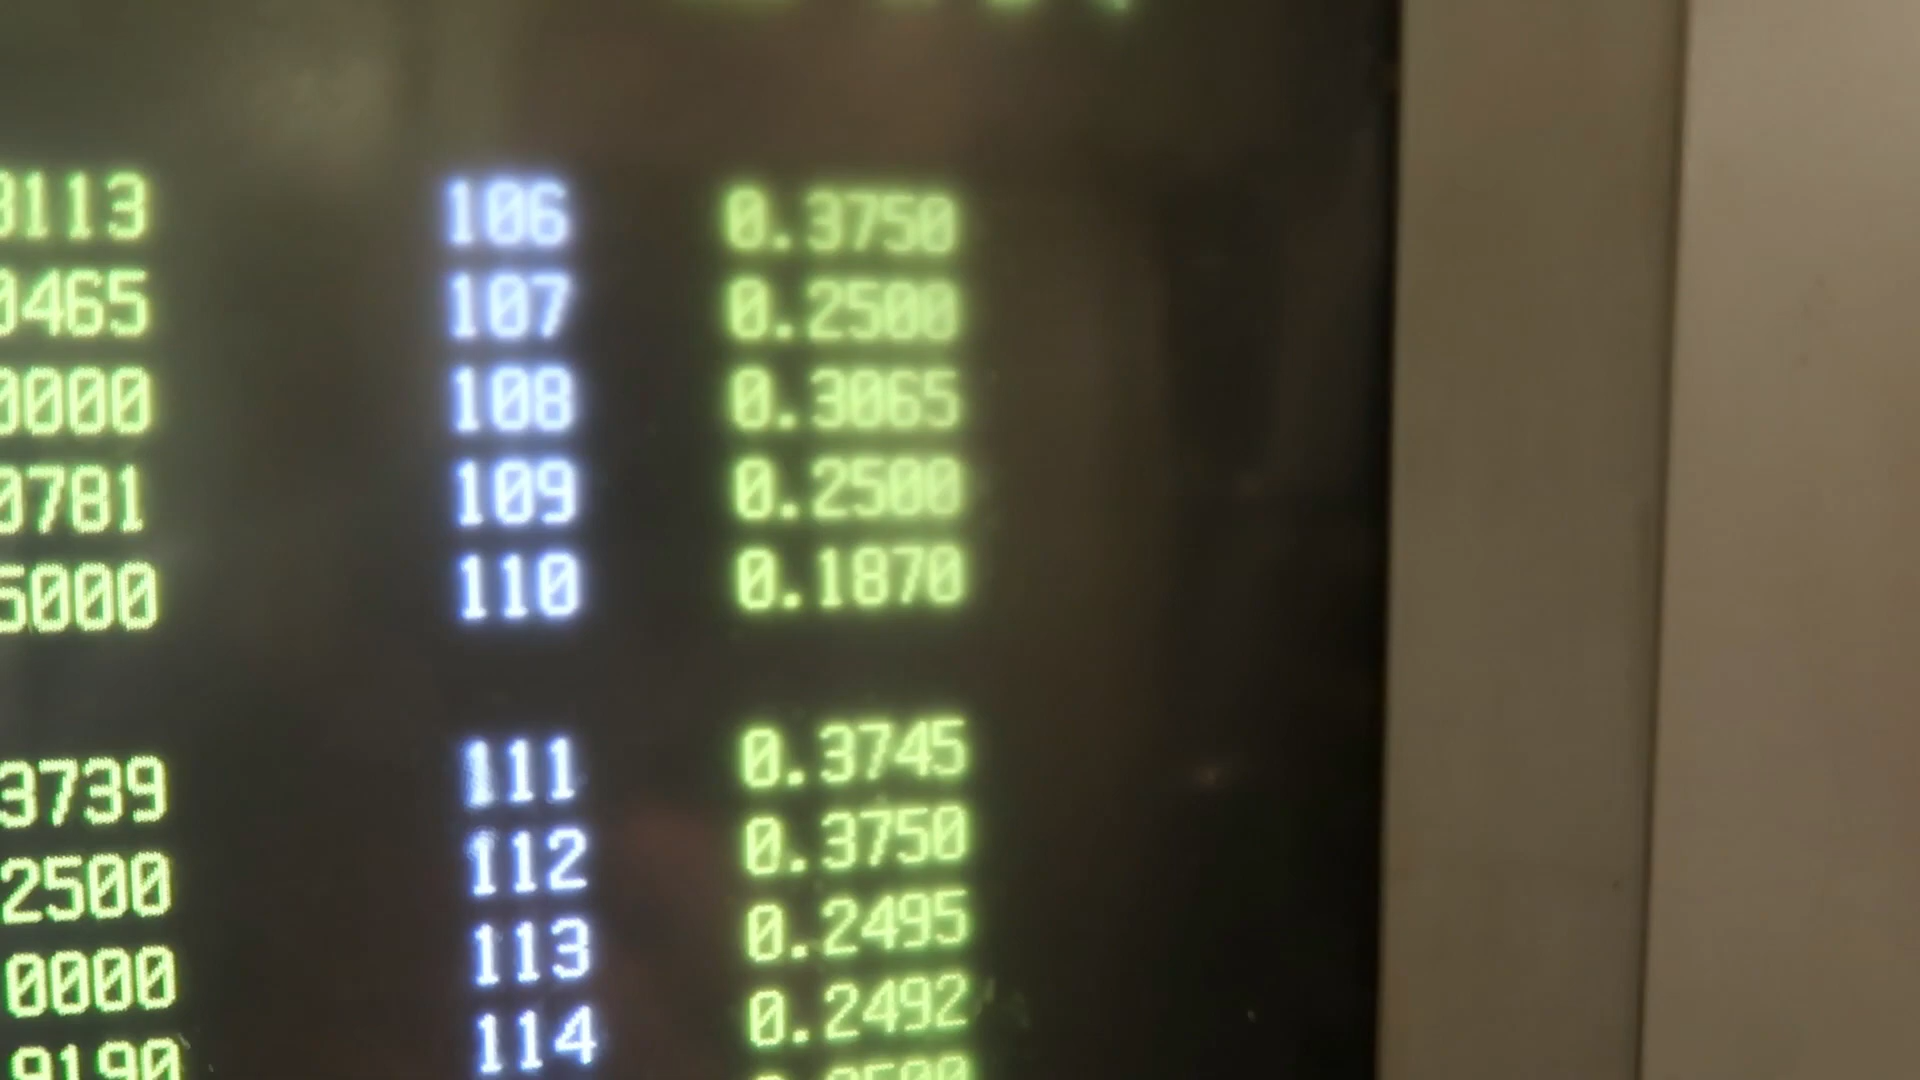 3113 106 0.3750
0465 107 0.2500
0000 108 0.3065
0781 109 0.2500
5000 110 0.1870
3739 111 0.3745
2500 112 0.3750
0000 113 0.2495
9190 114 0.2492